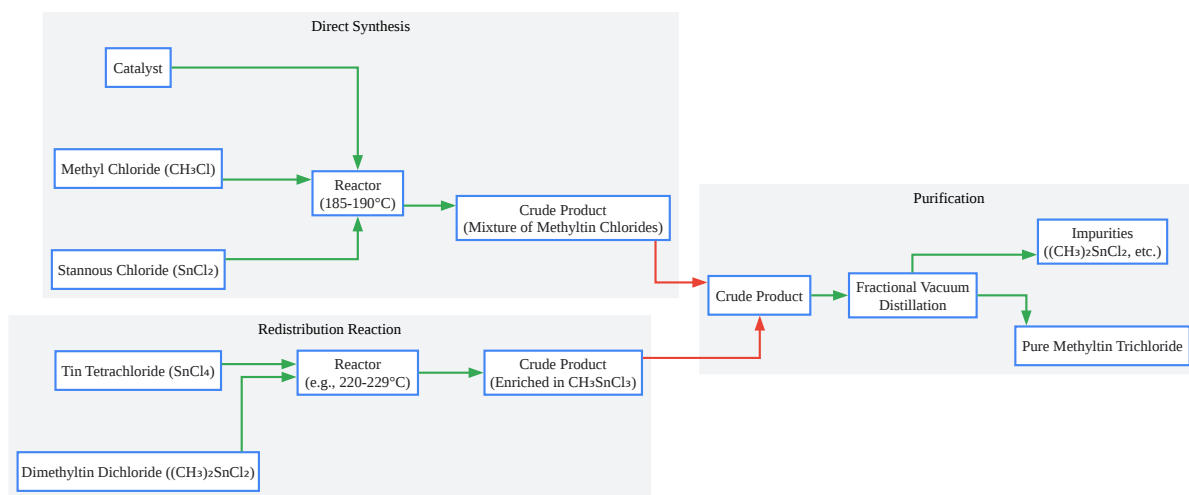 Direct Synthesis
Catalyst
Methyl Chloride (CH₃Cl)
Reactor
(185-190°C)
Crude Product
(Mixture of Methyltin Chlorides)
Stannous Chloride (SnCl₂)
Redistribution Reaction
Tin Tetrachloride (SnCl₄)
Reactor
(e.g., 220-229°C)
Crude Product
(Enriched in CH₃SnCl₃)
Dimethyltin Dichloride ((CH₃)₂SnCl₂)
Purification
Crude Product
Fractional Vacuum
Distillation
Impurities
((CH₃)₂SnCl₂, etc.)
Pure Methyltin Trichloride